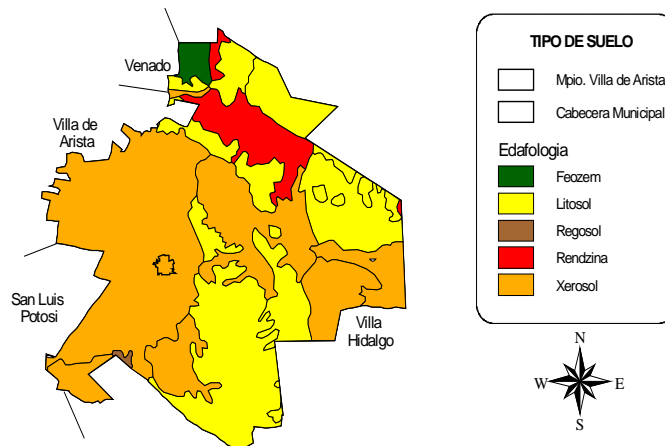 Venado
Villa de
Arista
San Luis
Potosi
Villa
Hidalgo
TIPO DE SUELO
Mpio. Villa de Arista
Cabecera Municipal
Edafologia
Feozem
Litosol
Regosol
Rendzina
Xerosol
N
W
E
S